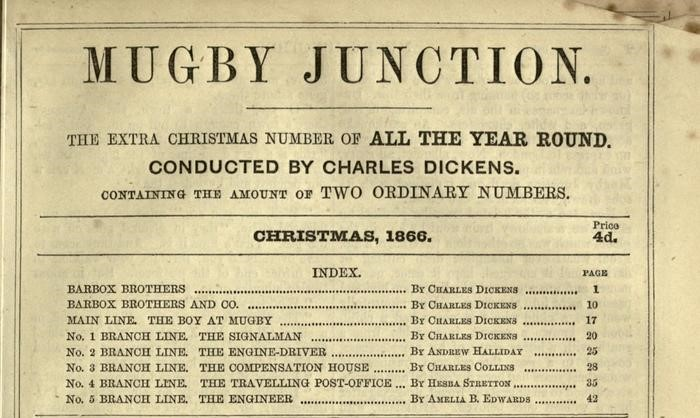 MUGBY JUNCTION.
THE EXTRA CHRISTMAS NUMBER OF ALL THE YEAR ROUND.
CONDUCTED BY CHARLES DICKENS.
CONTAINING THE AMOUNT OF TWO ORDINARY NUMBERS.
CHRISTMAS, 1866. Price 4d.
INDEX. PAGE
BARBOX BROTHERS By CHARLES DICKENS 1
BARBOX BROTHERS AND CO. By CHARLES DICKENS 10
MAIN LINE. THE BOY AT MUGBY By CHARLES DICKENS 17
No. 1 BRANCH LINE. THE SIGNALMAN By CHARLES DICKENS 20
No. 2 BRANCH LINE. THE ENGINE-DRIVER By ANDREW HALLIDAY 25
No. 3 BRANCH LINE. THE COMPENSATION HOUSE By CHARLES COLLINS 28
No. 4 BRANCH LINE. THE TRAVELLING POST-OFFICE By HESBA STRETTON 35
No. 5 BRANCH LINE. THE ENGINEER By AMELIA B. EDWARDS 42